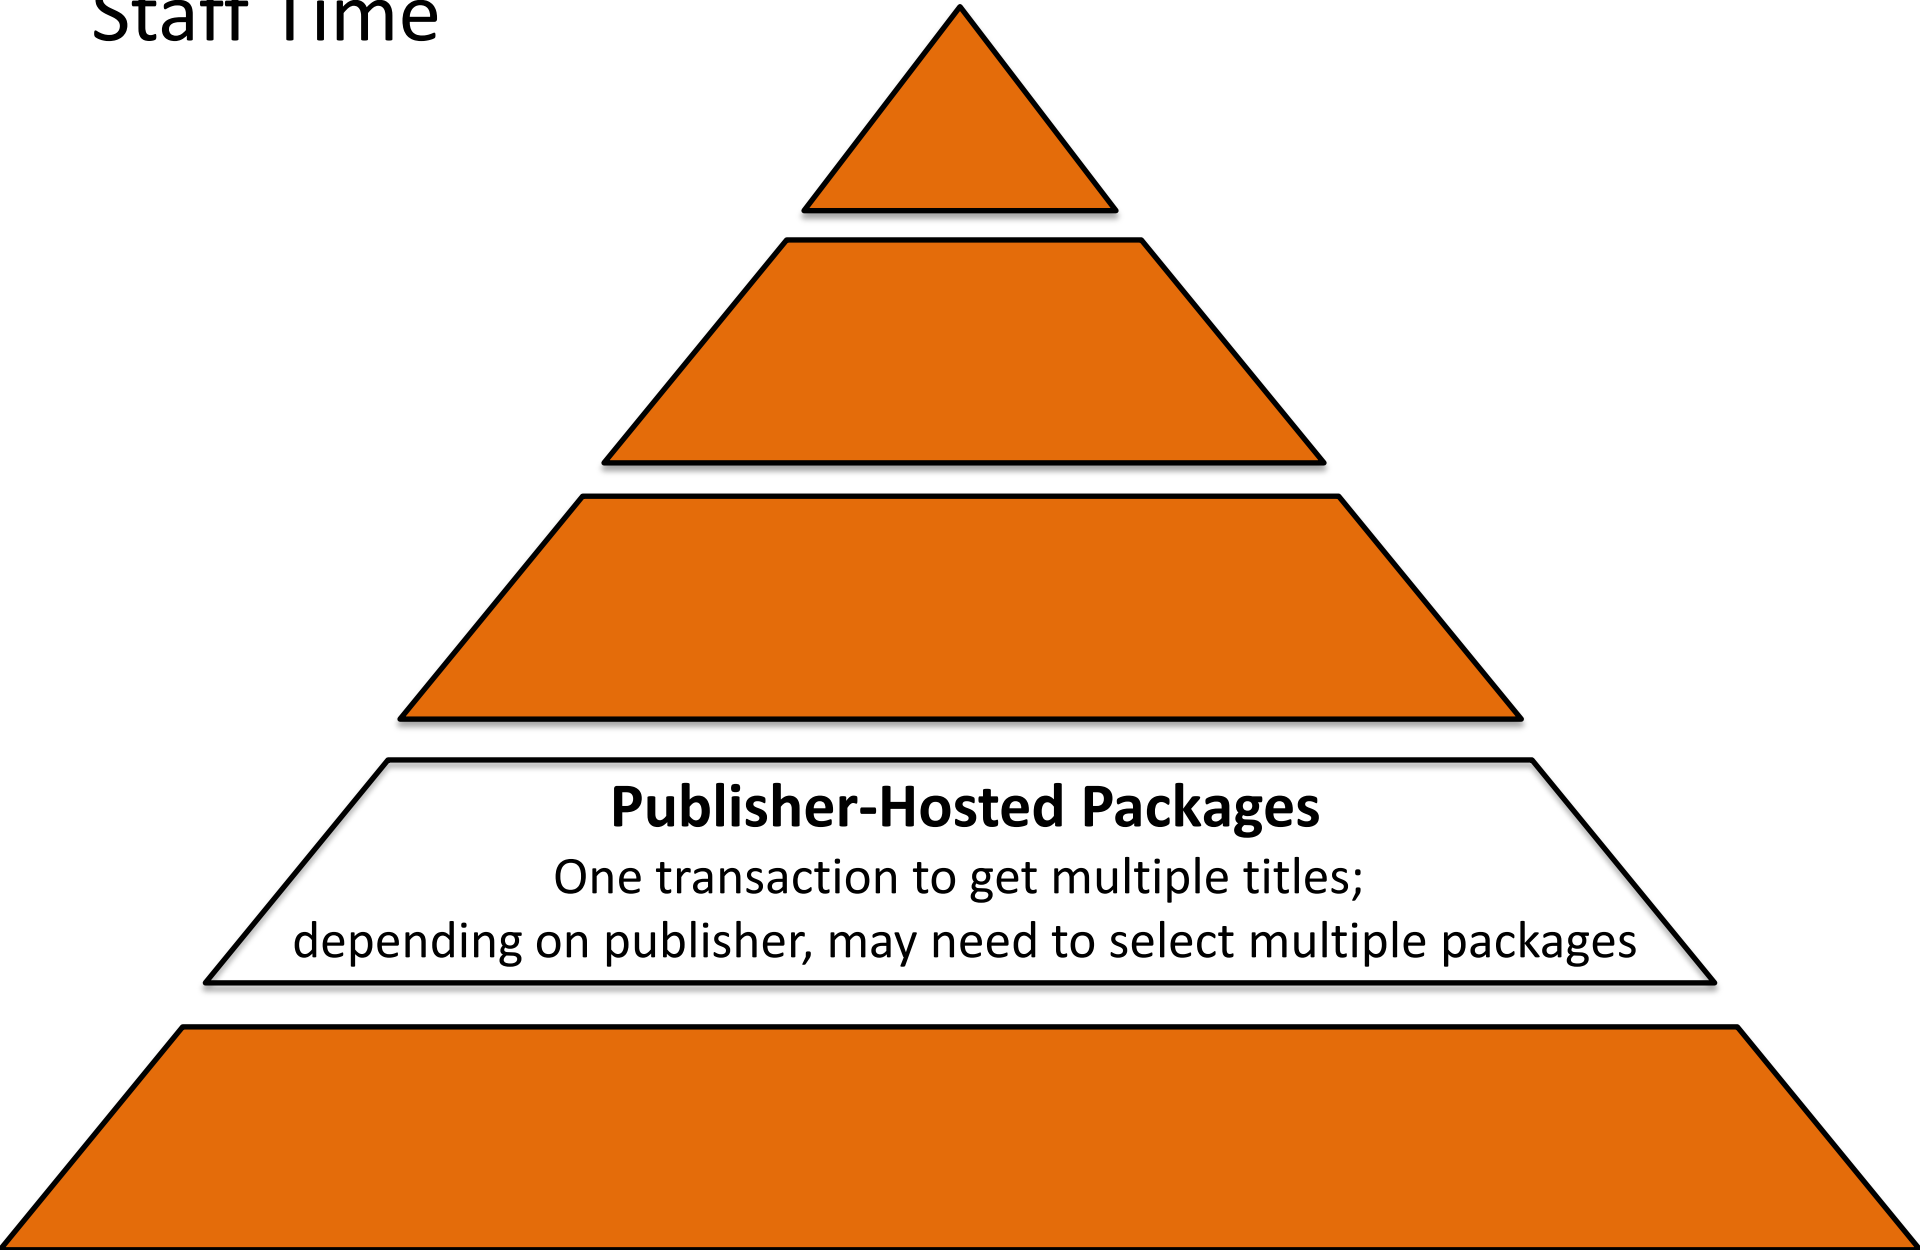 Staff Time
Publisher-Hosted Packages
One transaction to get multiple titles;
depending on publisher, may need to select multiple packages